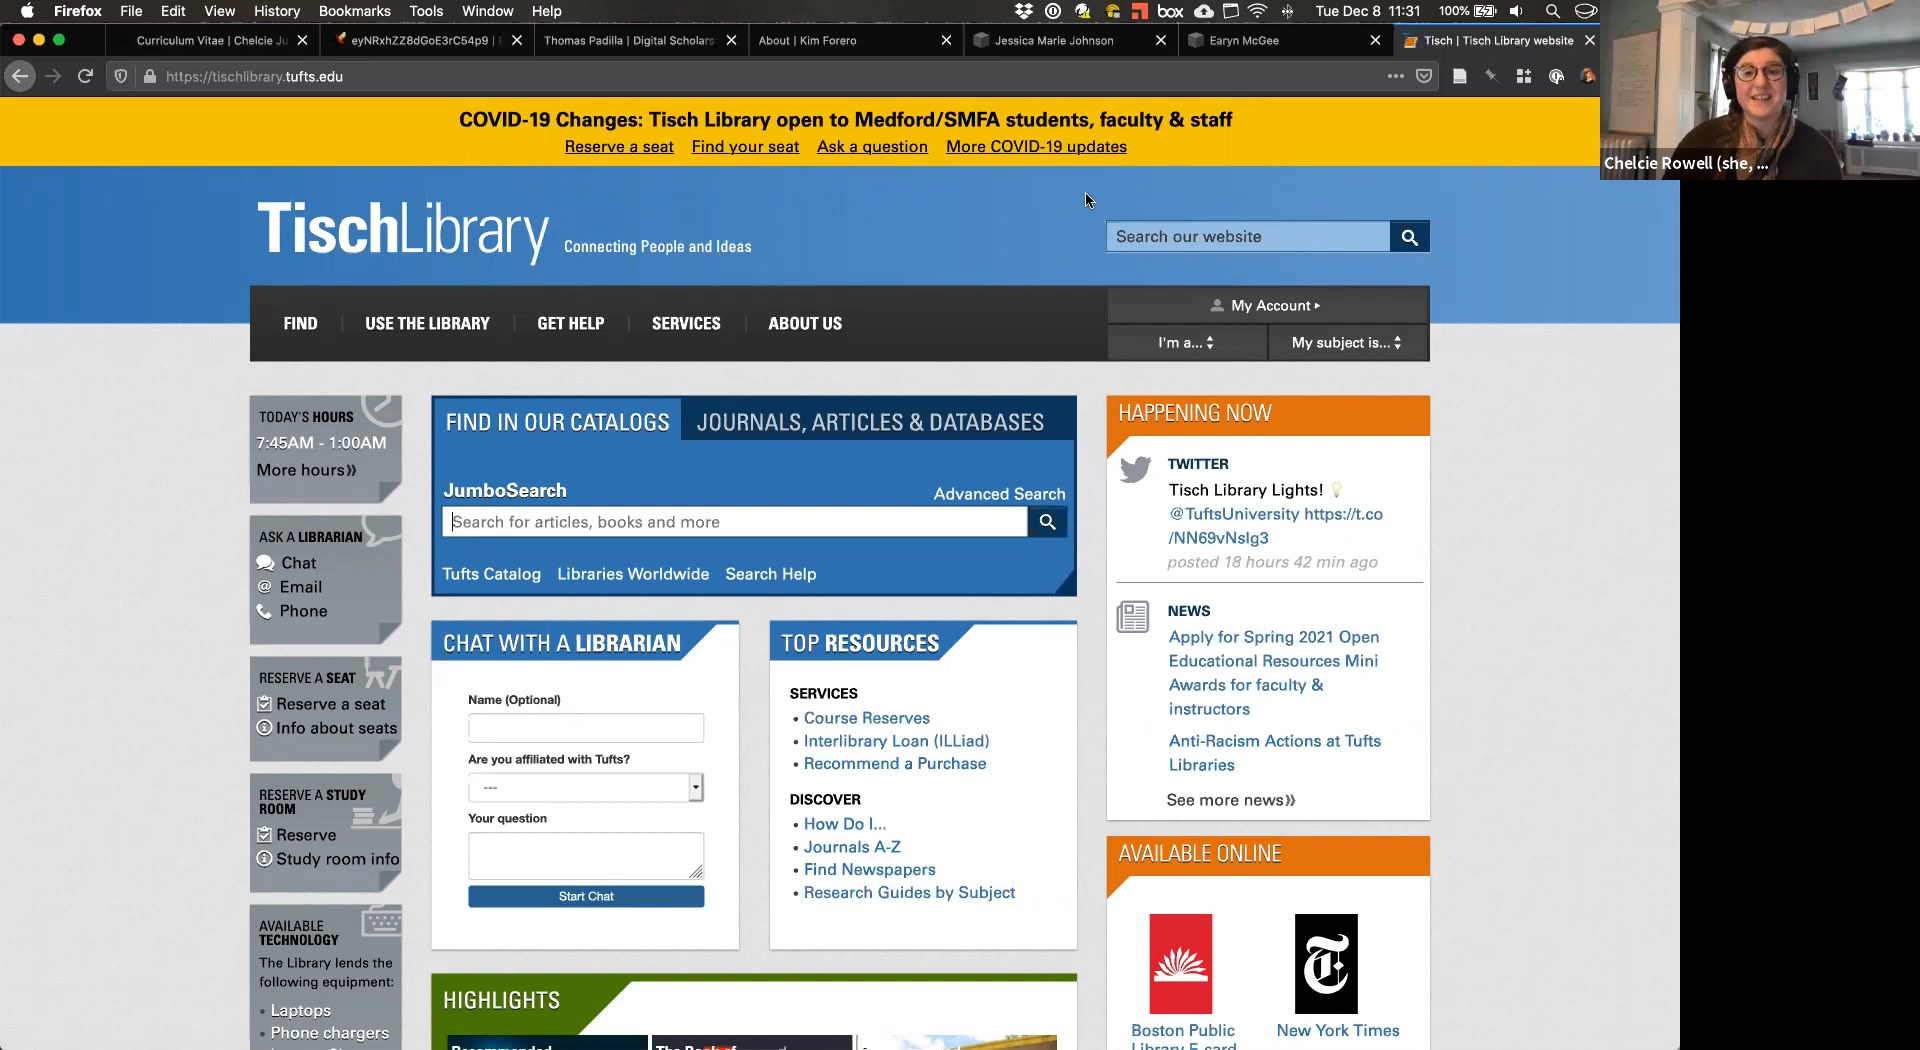 Firefox File Edit View History Bookmarks Tools Window Help
box Tue Dec 8 11:31 100%
Curriculum Vitae | Chelcie Ju
eyNRxhZZ8dGoE3rC54p9 |
Thomas Padilla | Digital Scholars
About | Kim Forero
Jessica Marie Johnson
Earyn McGee
Tisch | Tisch Library website
https://tischlibrary.tufts.edu
Chelcie Rowell (she, ...
COVID-19 Changes: Tisch Library open to Medford/SMFA students, faculty & staff
Reserve a seat Find your seat Ask a question More COVID-19 updates
TischLibrary Connecting People and Ideas
Search our website
FIND USE THE LIBRARY GET HELP SERVICES ABOUT US
My Account
I'm a... My subject is...
TODAY'S HOURS
7:45AM - 1:00AM
More hours
ASK A LIBRARIAN
Chat
@ Email
Phone
RESERVE A SEAT
Reserve a seat
Info about seats
RESERVE A STUDY
ROOM
Reserve
Study room info
AVAILABLE
TECHNOLOGY
The Library lends the
following equipment:
• Laptops
• Phone chargers
FIND IN OUR CATALOGS JOURNALS, ARTICLES & DATABASES
JumboSearch Advanced Search
Search for articles, books and more
Tufts Catalog Libraries Worldwide Search Help
CHAT WITH A LIBRARIAN
Name (Optional)
Are you affiliated with Tufts?
---
Your question
Start Chat
TOP RESOURCES
SERVICES
• Course Reserves
• Interlibrary Loan (ILLiad)
• Recommend a Purchase
DISCOVER
• How Do I...
• Journals A-Z
• Find Newspapers
• Research Guides by Subject
HIGHLIGHTS
Recommended
The Book of
HAPPENING NOW
TWITTER
Tisch Library Lights!
@TuftsUniversity https://t.co
/NN69vNslg3
posted 18 hours 42 min ago
NEWS
Apply for Spring 2021 Open
Educational Resources Mini
Awards for faculty &
instructors
Anti-Racism Actions at Tufts
Libraries
See more news
AVAILABLE ONLINE
T
Boston Public
Library E-card
New York Times